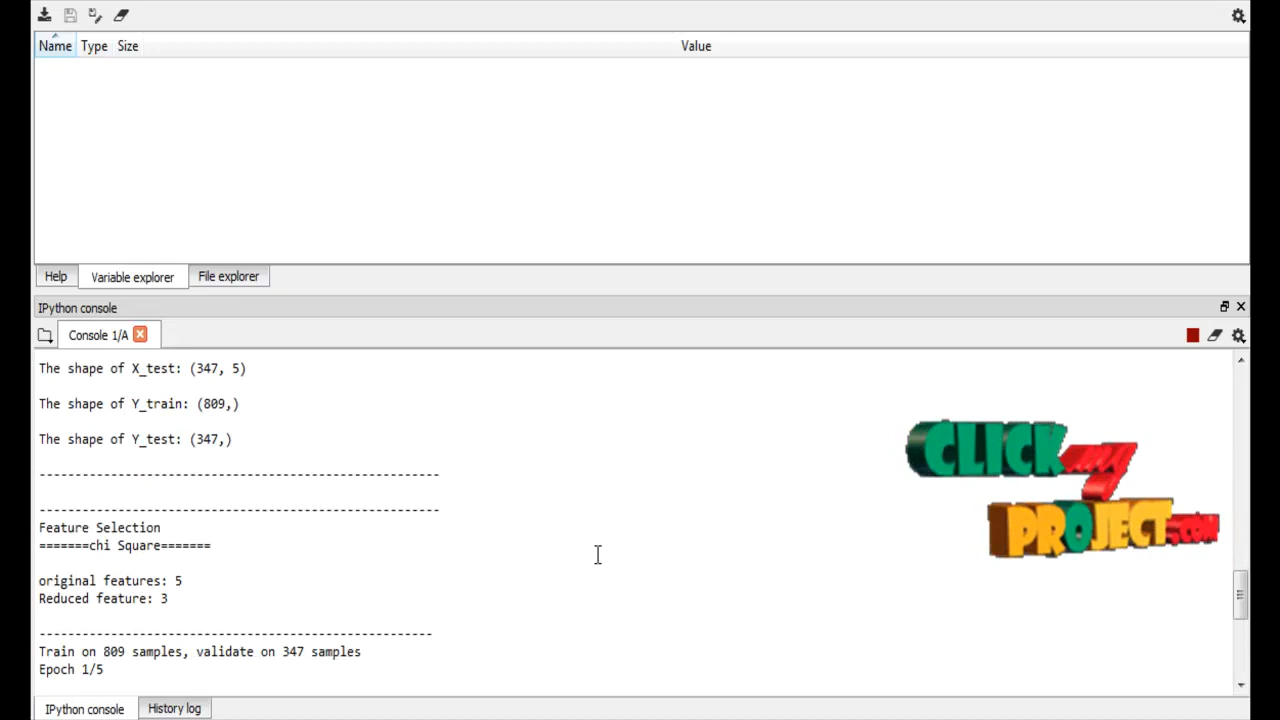 Name Type Size Value
Help Variable explorer File explorer
IPython console
Console 1/A
The shape of X_test: (347, 5)
The shape of Y_train: (809,)
The shape of Y_test: (347,)
-------------------------------------------------------
-------------------------------------------------------
Feature Selection
=======chi Square=======
original features: 5
Reduced feature: 3
------------------------------------------------------
Train on 809 samples, validate on 347 samples
Epoch 1/5
CLICK
my
PROJECT.com
IPython console History log